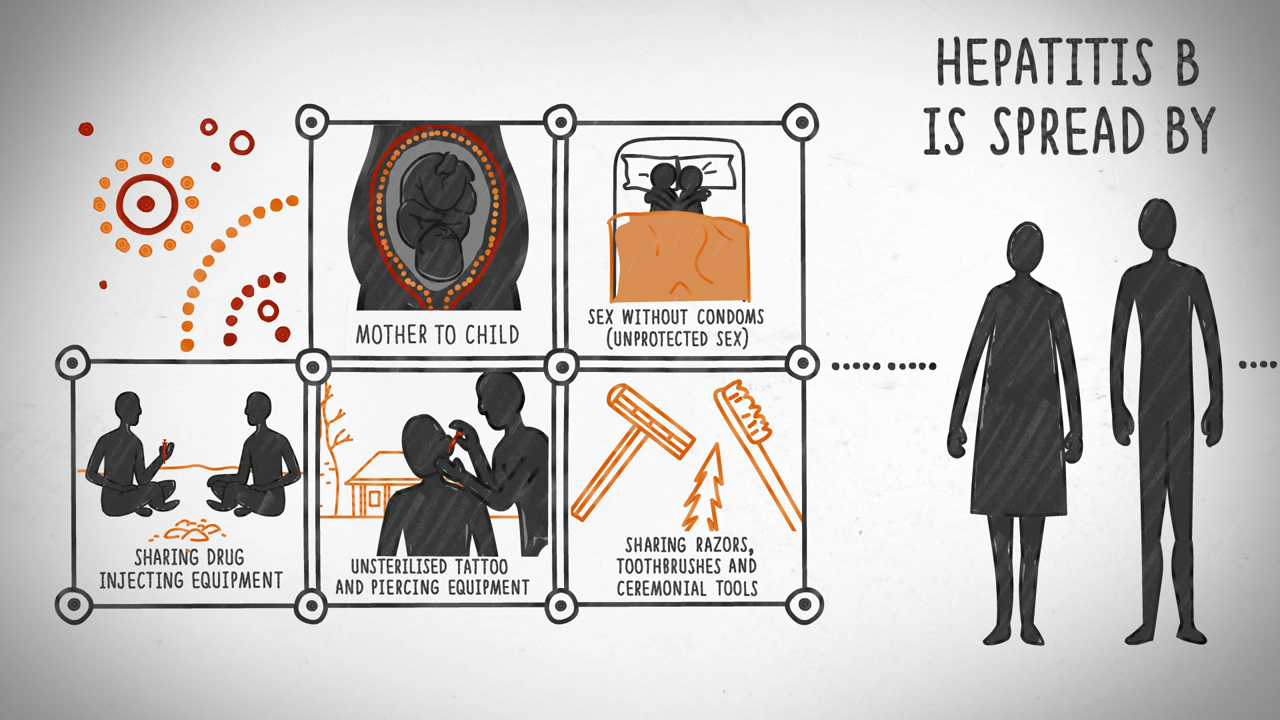 HEPATITIS B
IS SPREAD BY
MOTHER TO CHILD
SEX WITHOUT CONDOMS
(UNPROTECTED SEX)
SHARING DRUG
INJECTING EQUIPMENT
UNSTERILISED TATTOO
AND PIERCING EQUIPMENT
SHARING RAZORS,
TOOTHBRUSHES AND
CEREMONIAL TOOLS